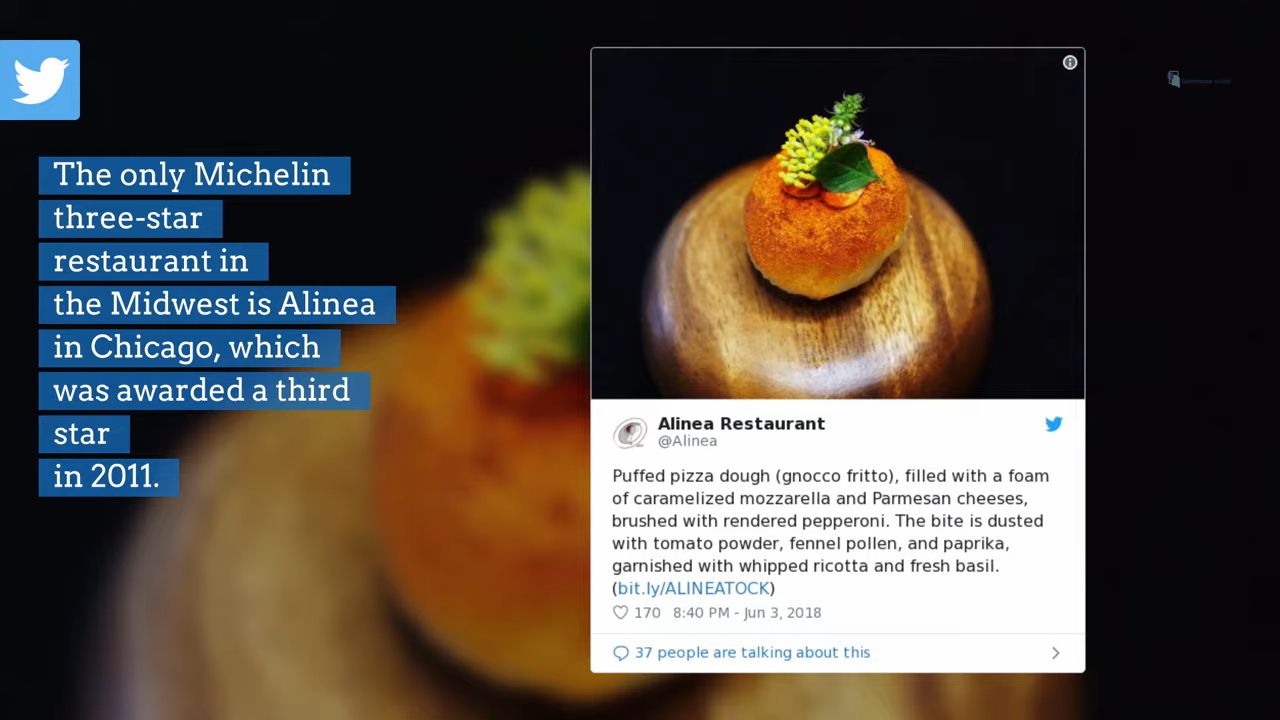 The only Michelin
three-star
restaurant in
the Midwest is Alinea
in Chicago, which
was awarded a third
star
in 2011.
Alinea Restaurant
@Alinea
Puffed pizza dough (gnocco fritto), filled with a foam
of caramelized mozzarella and Parmesan cheeses,
brushed with rendered pepperoni. The bite is dusted
with tomato powder, fennel pollen, and paprika,
garnished with whipped ricotta and fresh basil.
(bit.ly/ALINEATOCK)
170 8:40 PM - Jun 3, 2018
37 people are talking about this